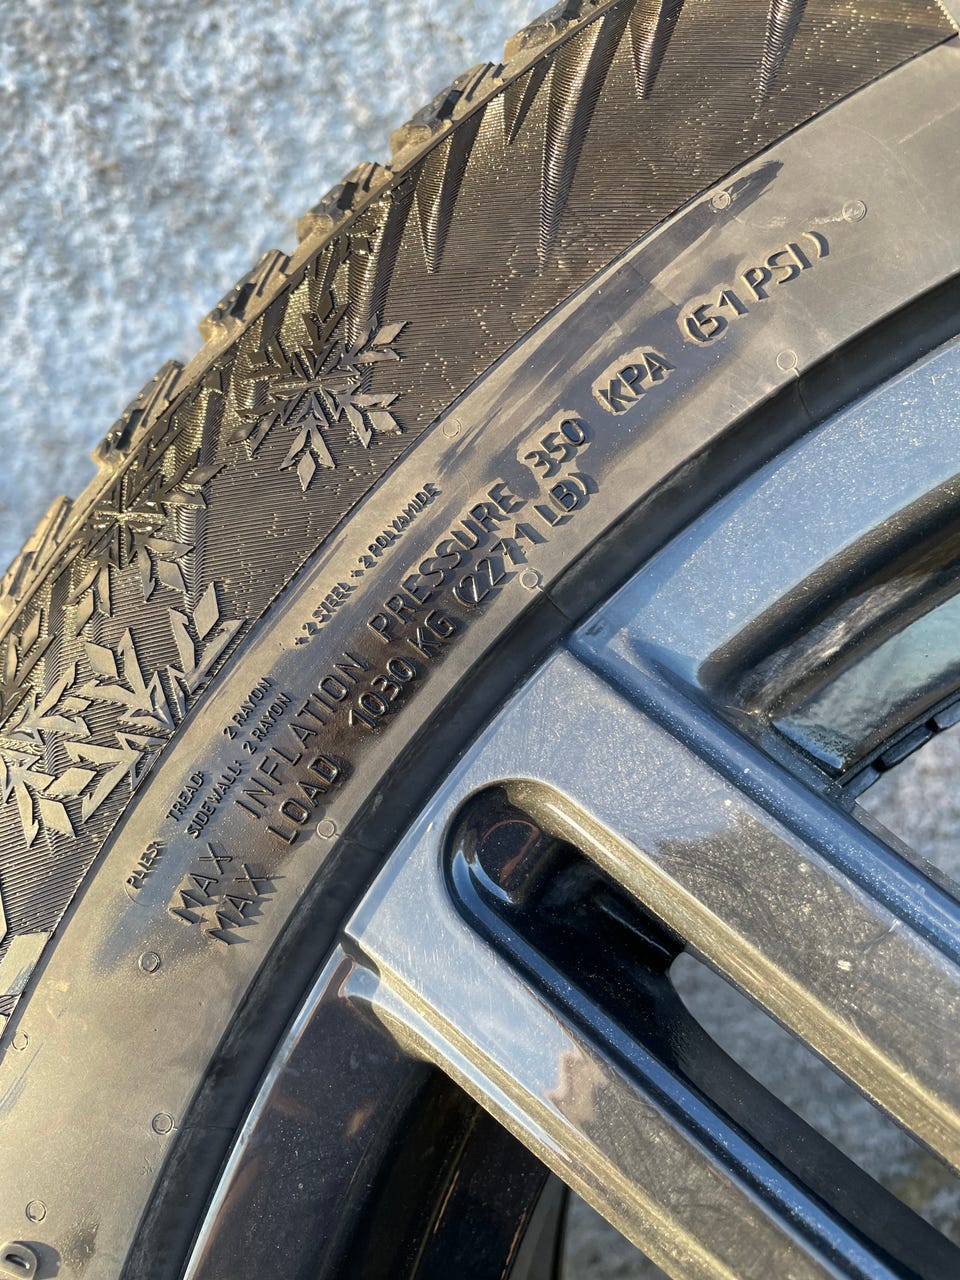 PLIES: TREAD: 2 RAYON + 2 STEEL + 2 POLYAMIDE
SIDEWALL: 2 RAYON
MAX INFLATION PRESSURE 350 KPA (51 PSI)
MAX LOAD 1030 KG (2271 LB)
D